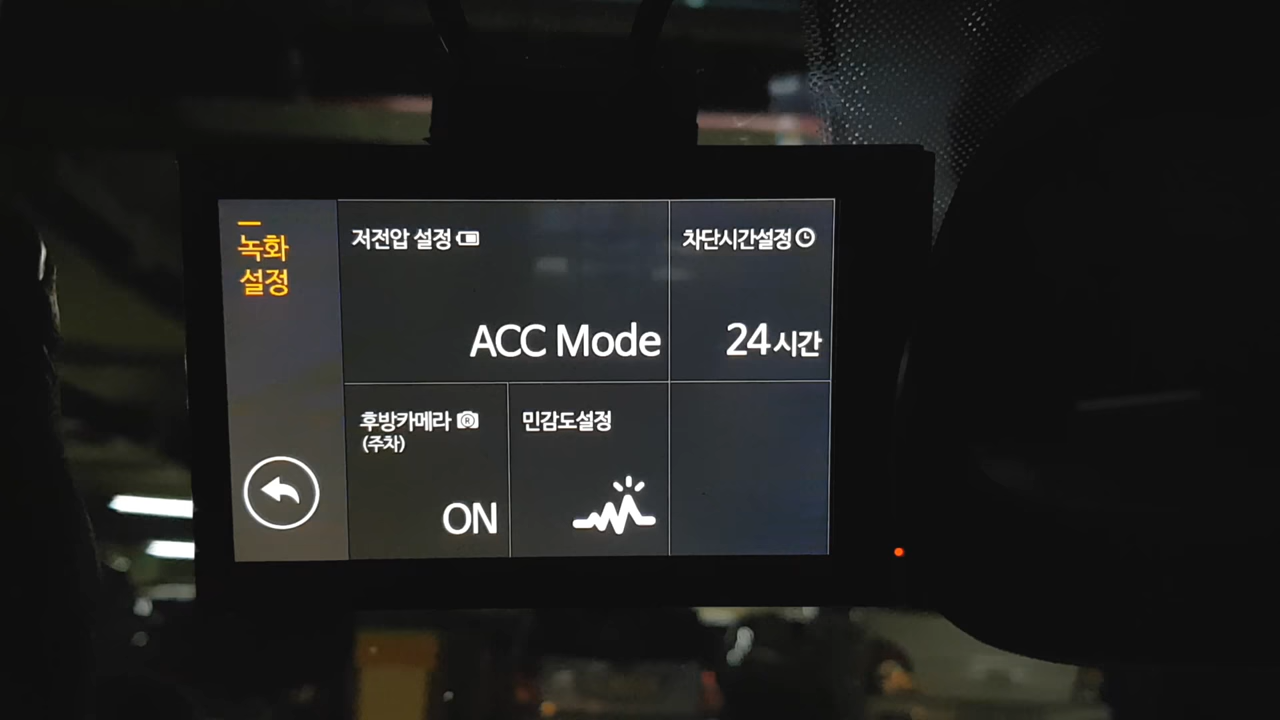 녹화
설정
저전압 설정
ACC Mode
차단시간설정
24시간
후방카메라 R
(주차)
ON
민감도설정